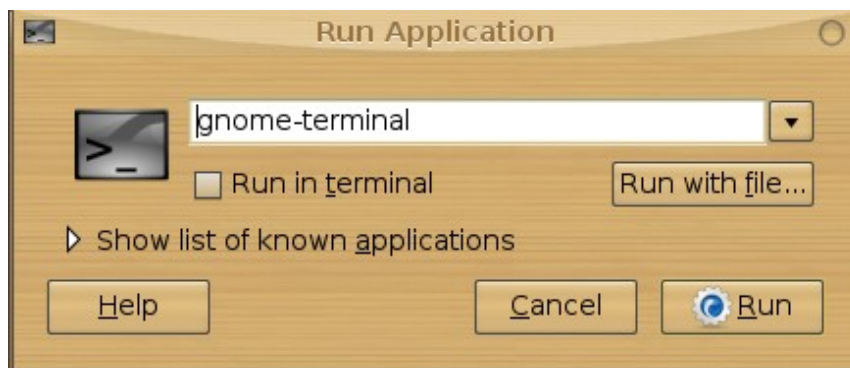 Run Application
gnome-terminal
Run in terminal
Run with file...
Show list of known applications
Help
Cancel
Run